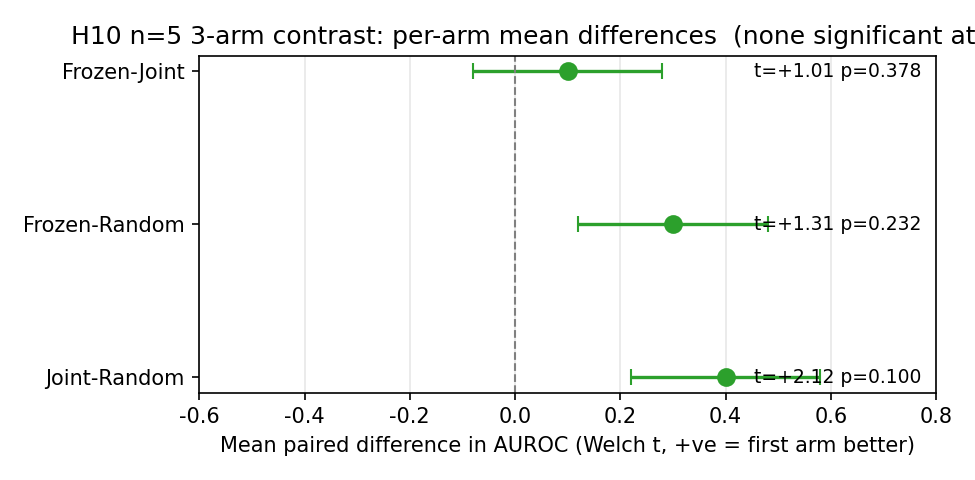 H10 n=5 3-arm contrast: per-arm mean differences  (none significant at
Frozen-Joint
t=+1.01 p=0.378
Frozen-Random
t=+1.31 p=0.232
Joint-Random
t=+2.12 p=0.100
-0.6 -0.4 -0.2 0.0 0.2 0.4 0.6 0.8
Mean paired difference in AUROC (Welch t, +ve = first arm better)